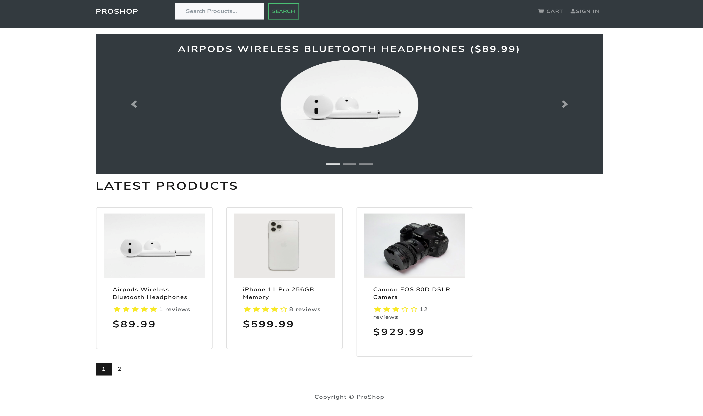 PROSHOP
Search Products...
SEARCH
CART
SIGN IN
AIRPODS WIRELESS BLUETOOTH HEADPHONES ($89.99)
LATEST PRODUCTS
Airpods Wireless
Bluetooth Headphones
reviews
$89.99
iPhone 11 Pro 256GB
Memory
8 reviews
$599.99
Cannon EOS 80D DSLR
Camera
12
reviews
$929.99
1 2
Copyright © ProShop